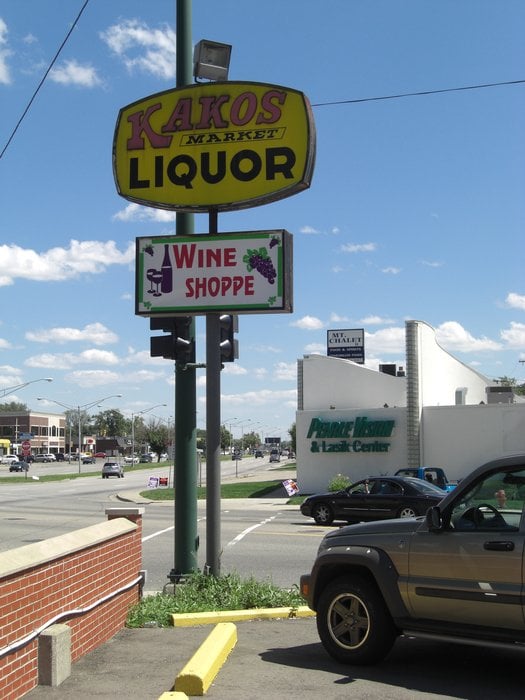 KAKOS
MARKET
LIQUOR
WINE
SHOPPE
MT. CHALET
PEARLE VISION
& Lasik Center